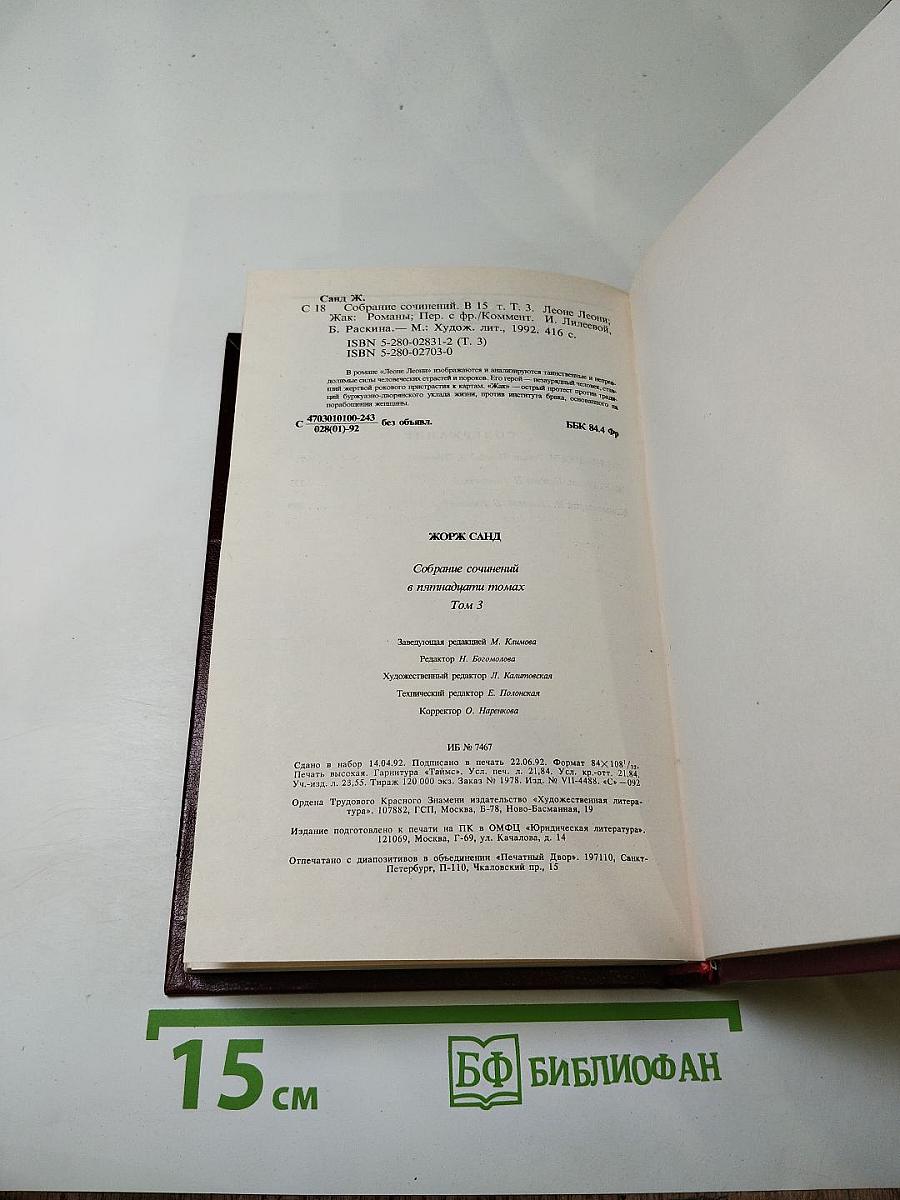 Санд Ж.
С 18 Собрание сочинений. В 15 т. Т. 3. Леоне Леони;
Жак: Романы; Пер. с фр./Коммент. И. Лилеевой,
Б. Раскина.— М.: Худож. лит., 1992. 416 с.
ISBN 5-280-02831-2 (Т. 3)
ISBN 5-280-02703-0
В романе «Леоне Леони» изображаются и анализируются таинственные и непрео-
долимые силы человеческих страстей и пороков. Его герой — незаурядный человек, став-
ший жертвой рокового пристрастия к картам. «Жак» — острый протест против тради-
ций буржуазно-дворянского уклада жизни, против института брака, основанного на
порабощении женщины.
С 4703010100-243 без объявл.
028(01)-92
ББК 84.4 Фр
ЖОРЖ САНД
Собрание сочинений
в пятнадцати томах
Том 3
Заведующая редакцией М. Климова
Редактор Н. Богомолова
Художественный редактор Л. Калитовская
Технический редактор Е. Полонская
Корректор О. Наренкова
ИБ № 7467
Сдано в набор 14.04.92. Подписано в печать 22.06.92. Формат 84×108¹/₃₂.
Печать высокая. Гарнитура «Таймс». Усл. печ. л. 21,84. Усл. кр.-отт. 21,84.
Уч.-изд. л. 23,55. Тираж 120 000 экз. Заказ № 1978. Изд. № VII-4488. «С» —092
Ордена Трудового Красного Знамени издательство «Художественная литера-
тура». 107882, ГСП, Москва, Б-78, Ново-Басманная, 19
Издание подготовлено к печати на ПК в ОМФЦ «Юридическая литература».
121069, Москва, Г-69, ул. Качалова, д. 14
Отпечатано с диапозитивов в объединении «Печатный Двор». 197110, Санкт-
Петербург, П-110, Чкаловский пр., 15
15 см
БФ БИБЛИОФАН